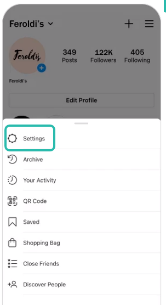 Feroldi's
Feroldi's
349 122K 405
Posts Followers Following
Feroldi's
Edit Profile
Settings
Archive
Your Activity
QR Code
Saved
Shopping Bag
Close Friends
Discover People